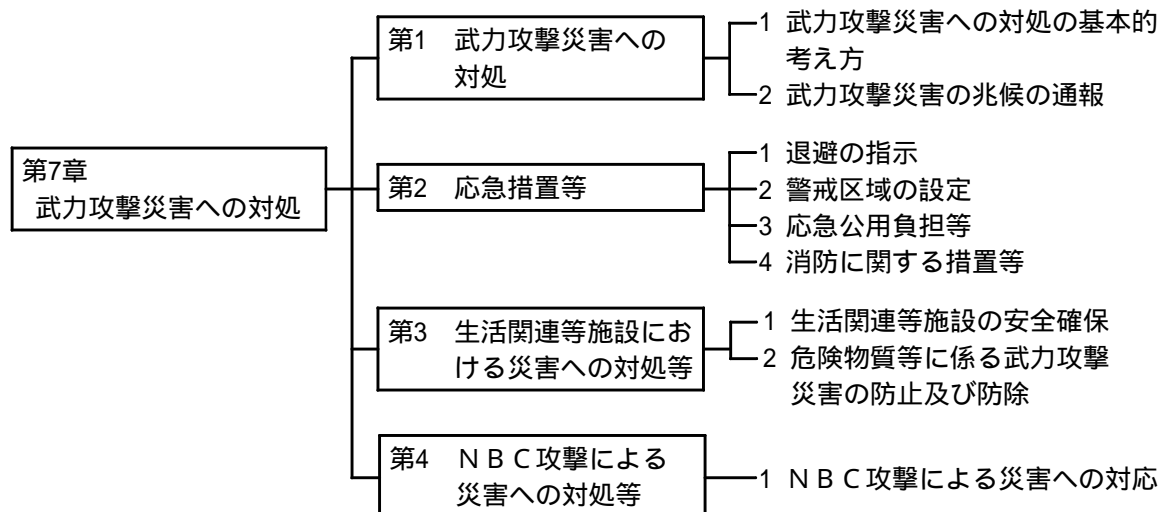 第7章
武力攻撃災害への対処
第1 武力攻撃災害への
対処
1 武力攻撃災害への対処の基本的
考え方
2 武力攻撃災害の兆候の通報
第2 応急措置等
1 退避の指示
2 警戒区域の設定
3 応急公用負担等
4 消防に関する措置等
第3 生活関連等施設にお
ける災害への対処等
1 生活関連等施設の安全確保
2 危険物質等に係る武力攻撃
災害の防止及び防除
第4 ＮＢＣ攻撃による
災害への対処等
1 ＮＢＣ攻撃による災害への対応